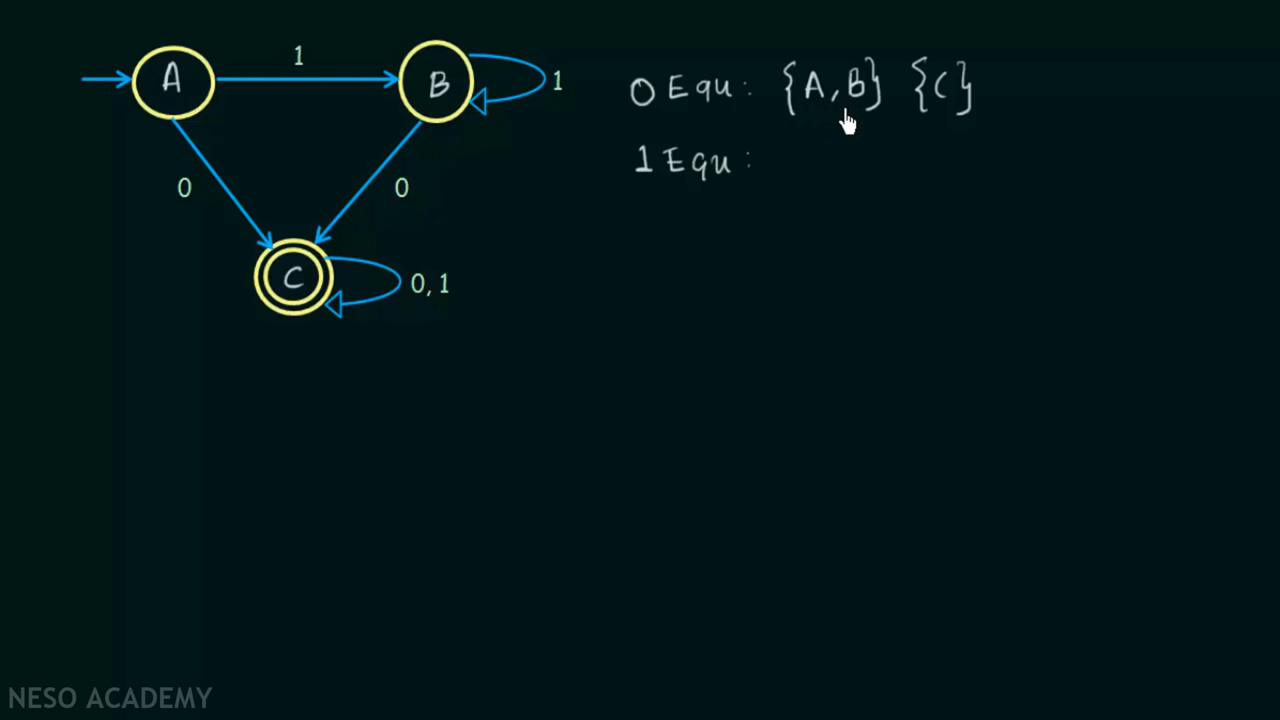 1
A
B
1
0 Equ: {A,B} {C}
1 Equ:
0
0
C
0, 1
NESO ACADEMY